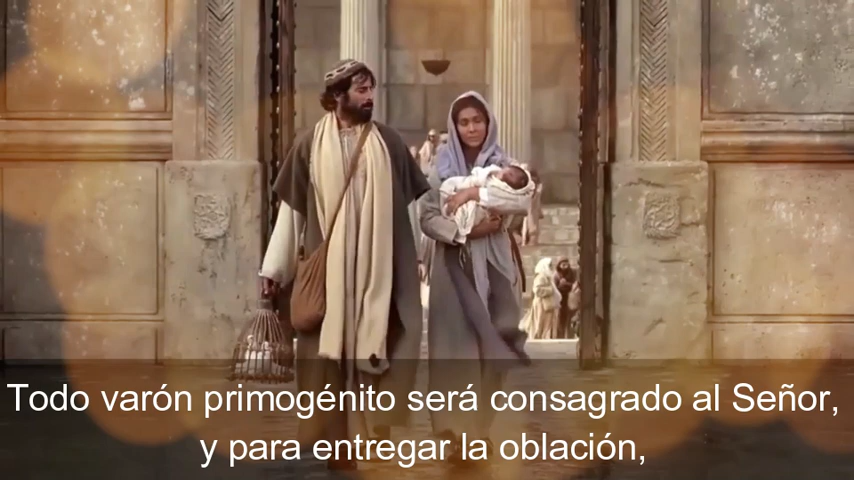 Todo varón primogénito será consagrado al Señor,
y para entregar la oblación,